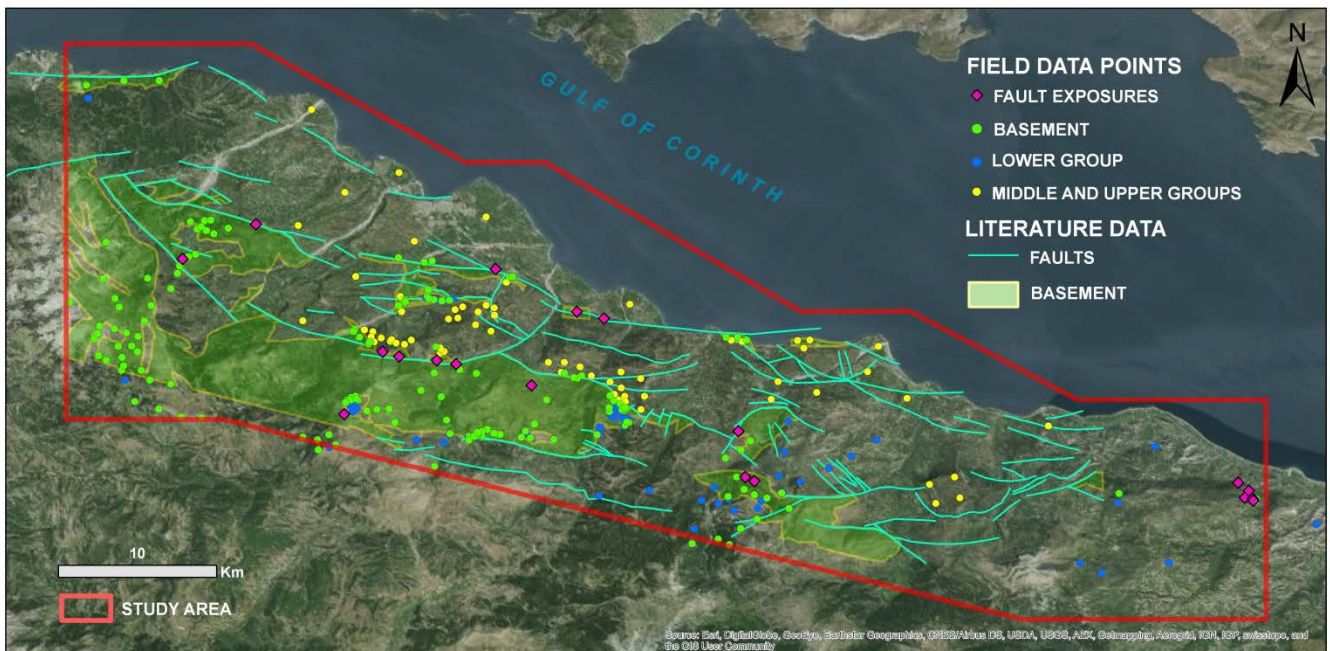 N
FIELD DATA POINTS
FAULT EXPOSURES
BASEMENT
LOWER GROUP
MIDDLE AND UPPER GROUPS
LITERATURE DATA
FAULTS
BASEMENT
GULF OF CORINTH
10
Km
STUDY AREA
Source: Esri, DigitalGlobe, GeoEye, Earthstar Geographics, CNES/Airbus DS, USDA, USGS, AEX, Getmapping, Aerogrid, IGN, IGP, swisstopo, and
the GIS User Community